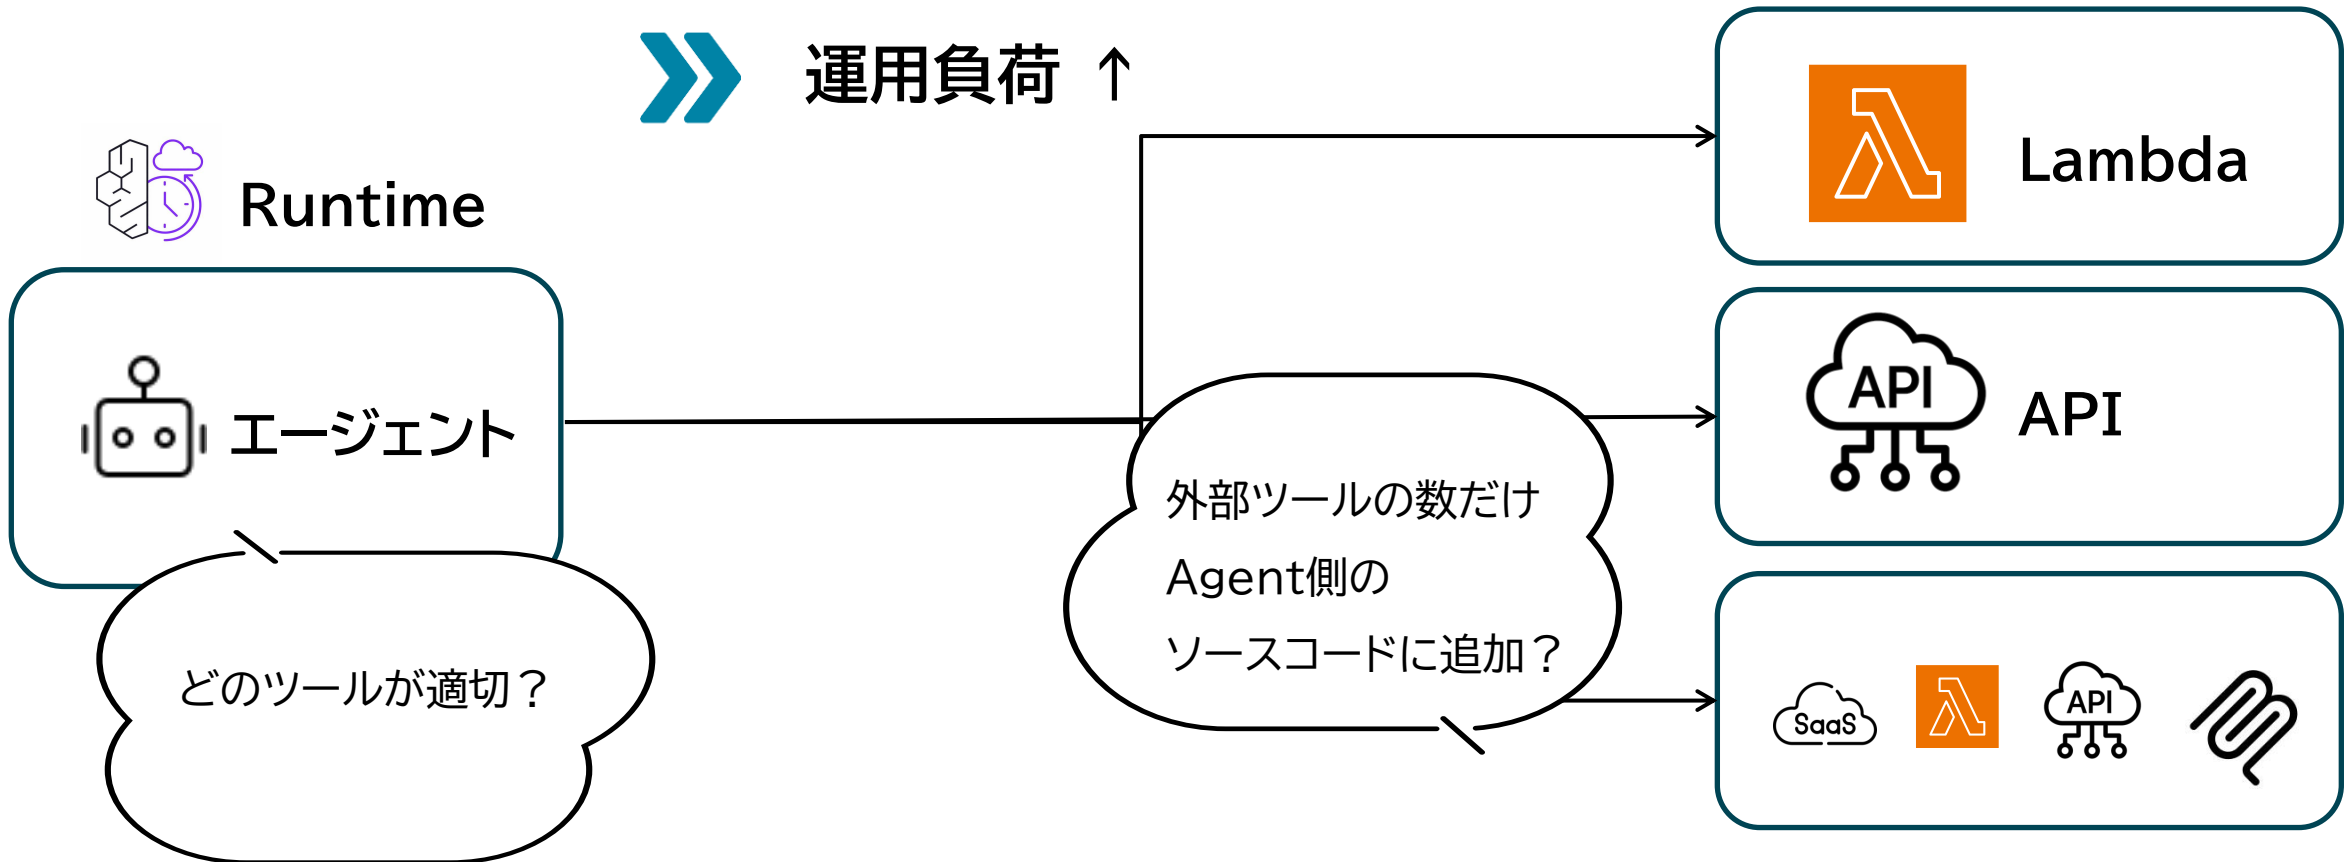 運用負荷 ↑
Runtime
エージェント
どのツールが適切？
外部ツールの数だけ
Agent側の
ソースコードに追加？
Lambda
API
API
SaaS
API